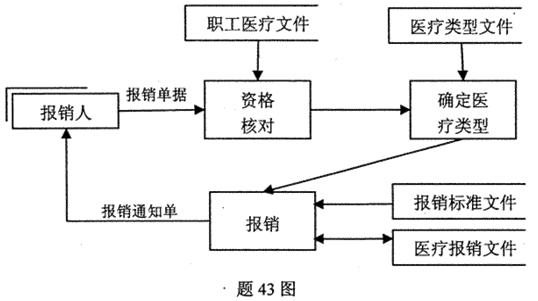 职工医疗文件
医疗类型文件
报销人
报销单据
资格
核对
确定医
疗类型
报销通知单
报销
报销标准文件
医疗报销文件
题 43 图